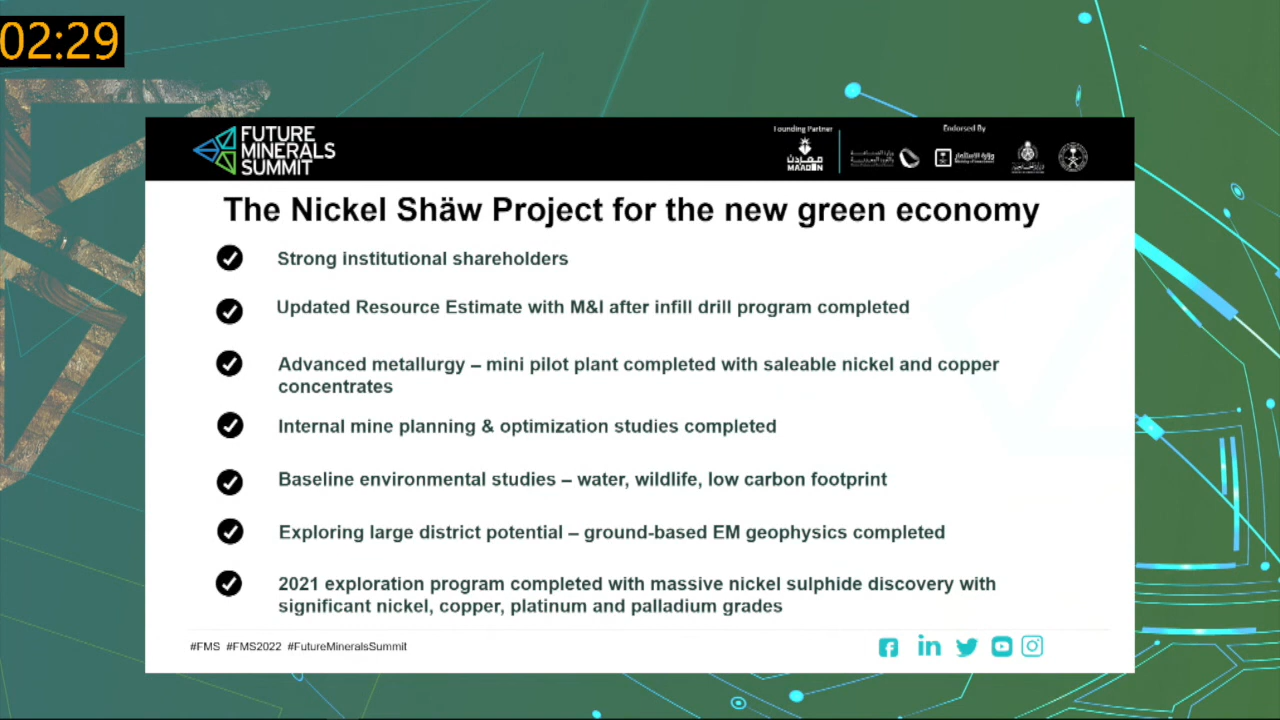 02:29
FUTURE
MINERALS
SUMMIT
Founding Partner
Endorsed By
معادن
MAADEN
وزارة الاستثمار
The Nickel Shäw Project for the new green economy
Strong institutional shareholders
Updated Resource Estimate with M&I after infill drill program completed
Advanced metallurgy – mini pilot plant completed with saleable nickel and copper
concentrates
Internal mine planning & optimization studies completed
Baseline environmental studies – water, wildlife, low carbon footprint
Exploring large district potential – ground-based EM geophysics completed
2021 exploration program completed with massive nickel sulphide discovery with
significant nickel, copper, platinum and palladium grades
#FMS #FMS2022 #FutureMineralsSummit